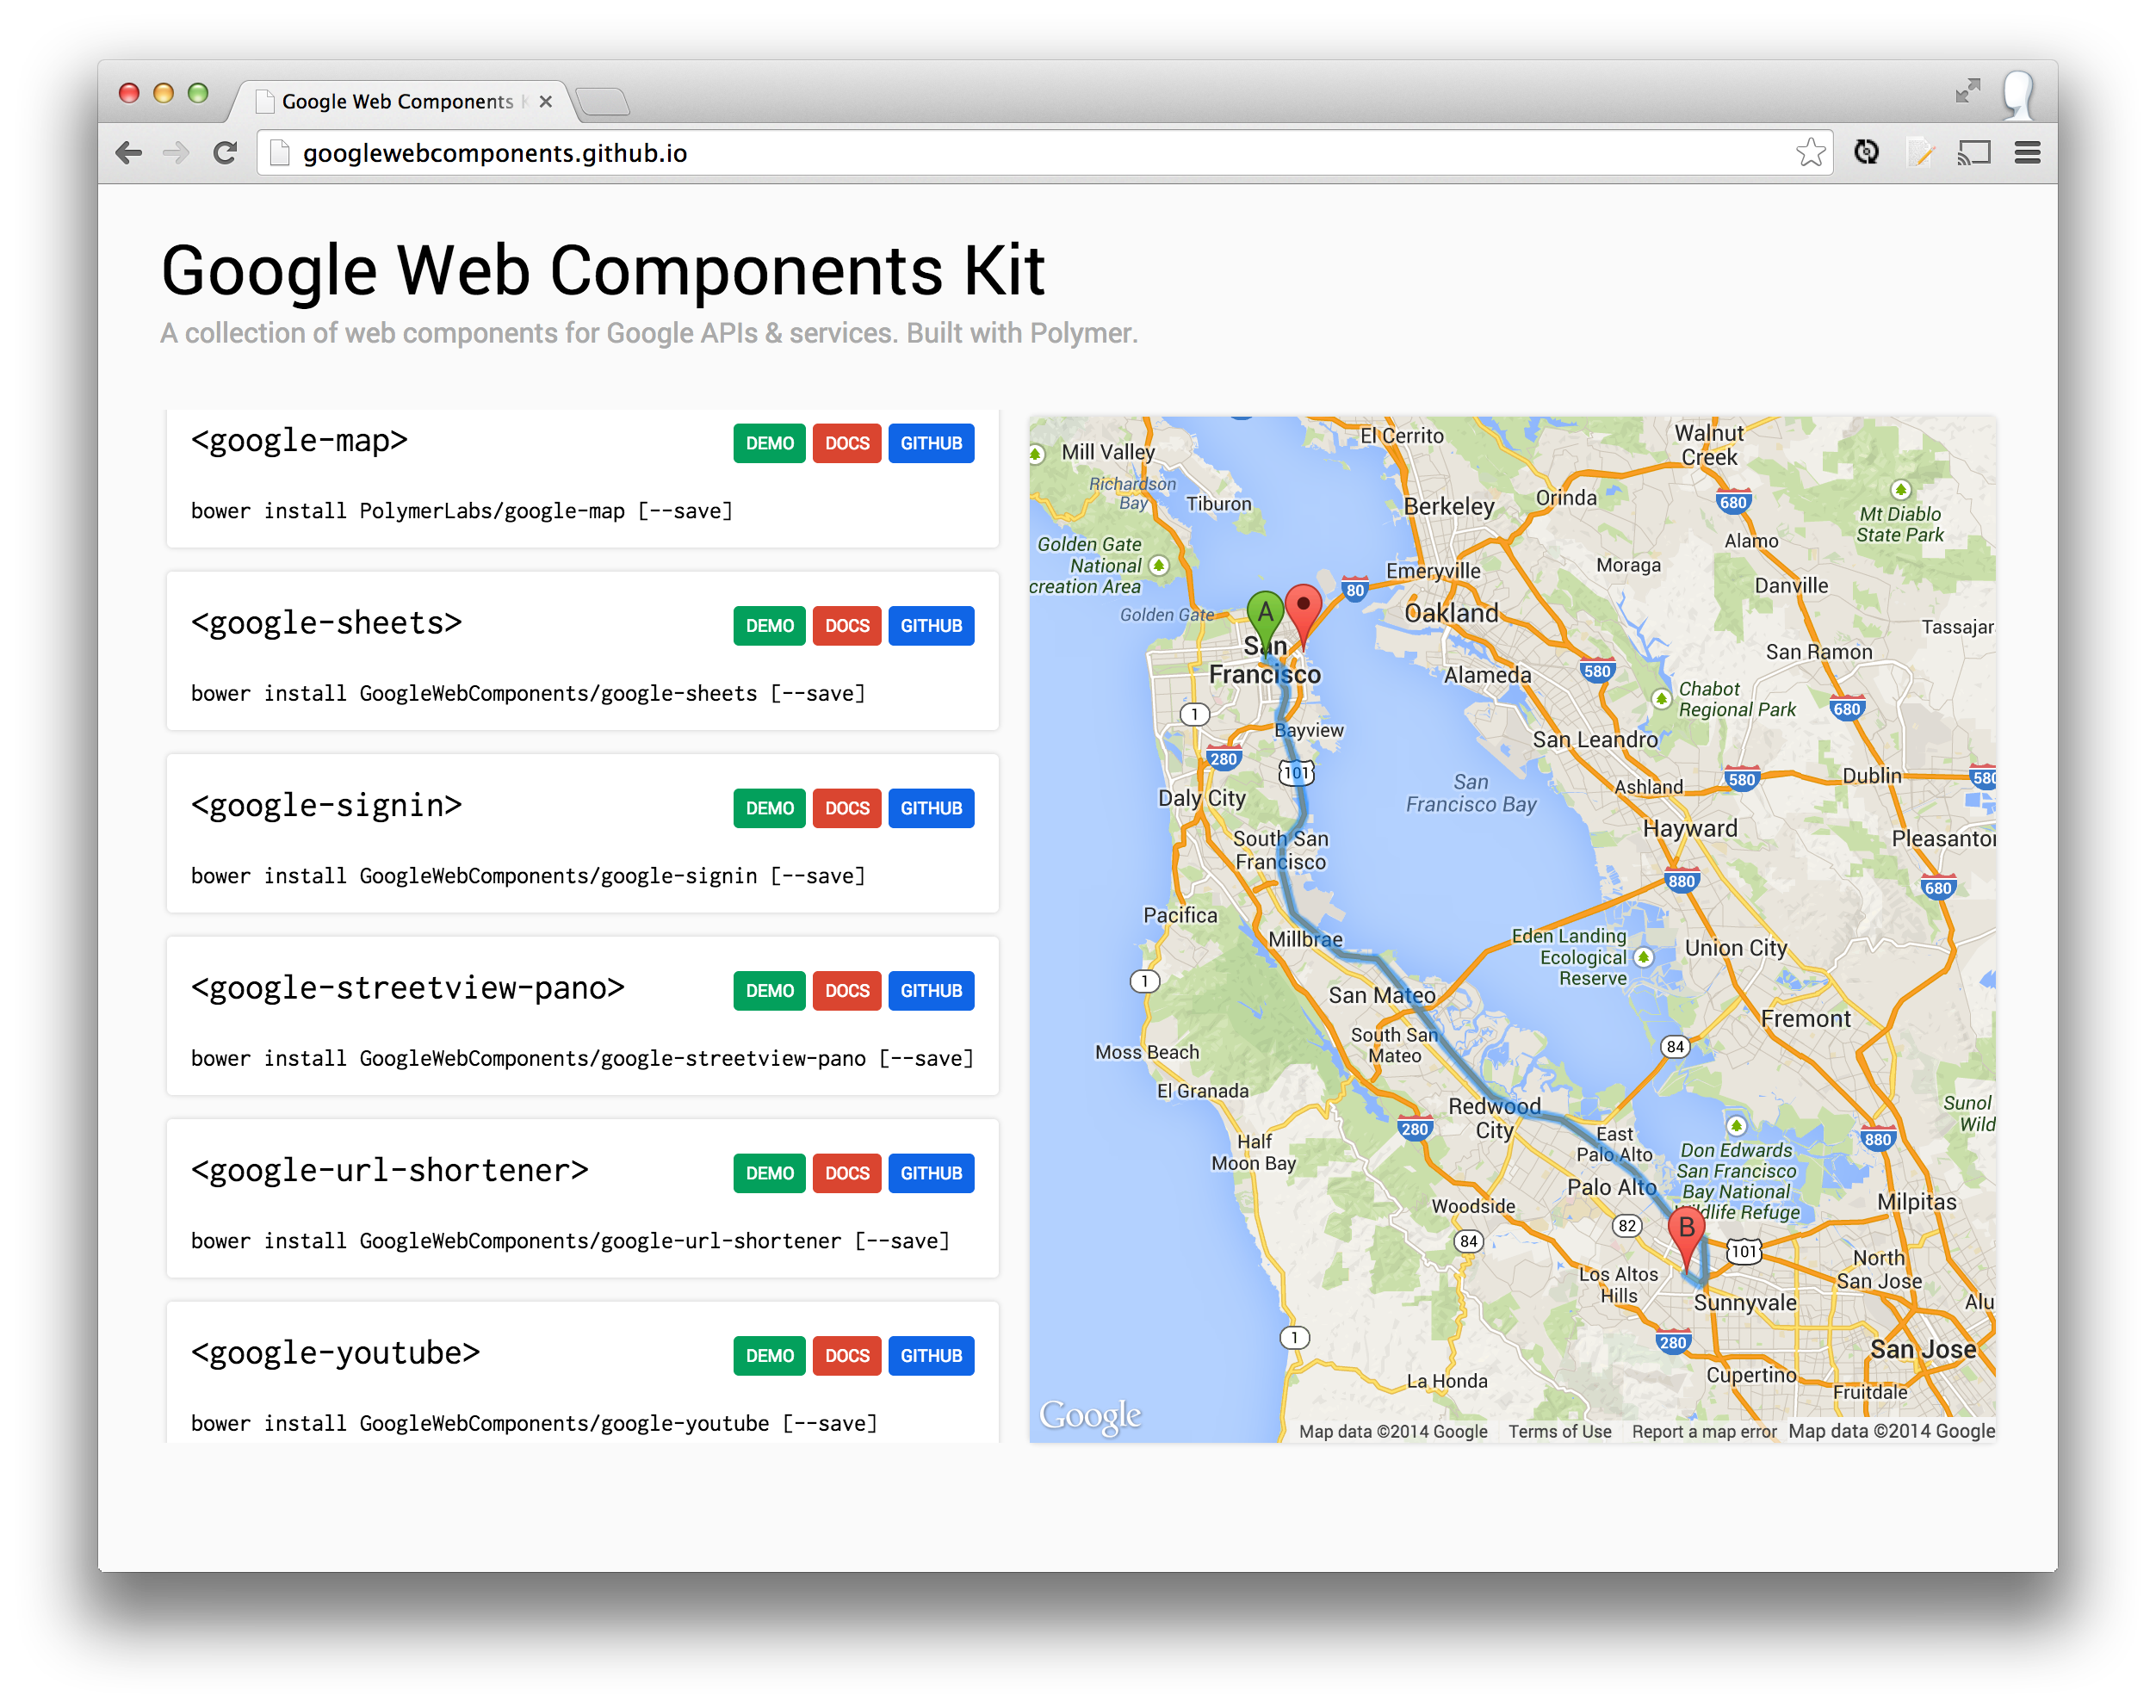 Google Web Components K
googlewebcomponents.github.io
Google Web Components Kit
A collection of web components for Google APIs & services. Built with Polymer.
<google-map>
DEMO DOCS GITHUB
bower install PolymerLabs/google-map [--save]
<google-sheets>
DEMO DOCS GITHUB
bower install GoogleWebComponents/google-sheets [--save]
<google-signin>
DEMO DOCS GITHUB
bower install GoogleWebComponents/google-signin [--save]
<google-streetview-pano>
DEMO DOCS GITHUB
bower install GoogleWebComponents/google-streetview-pano [--save]
<google-url-shortener>
DEMO DOCS GITHUB
bower install GoogleWebComponents/google-url-shortener [--save]
<google-youtube>
DEMO DOCS GITHUB
bower install GoogleWebComponents/google-youtube [--save]
El Cerrito
Walnut
Creek
Mill Valley
Richardson
Bay
Tiburon
Berkeley
Orinda
680
Mt Diablo
State Park
Golden Gate
National
creation Area
Alamo
Emeryville
Moraga
Danville
80
Golden Gate
A
Oakland
Tassajar
San
Francisco
San Ramon
Alameda
580
Chabot
Regional Park
680
1
Bayview
San Leandro
280
101
San
Francisco Bay
Ashland
580
Dublin
580
Daly City
Hayward
Pleasanto
South San
Francisco
880
680
Pacifica
Millbrae
Eden Landing
Ecological
Reserve
Union City
1
San Mateo
Fremont
South San
Mateo
84
Moss Beach
El Granada
Redwood
City
Sunol
Wild
280
East
Palo Alto
880
Half
Moon Bay
Don Edwards
San Francisco
Bay National
Wildlife Refuge
Palo Alto
Woodside
Milpitas
82
B
84
101
North
San Jose
Los Altos
Hills
Sunnyvale
Alu
1
280
San Jose
Cupertino
La Honda
Fruitdale
Google
Map data ©2014 Google
Terms of Use
Report a map error
Map data ©2014 Google